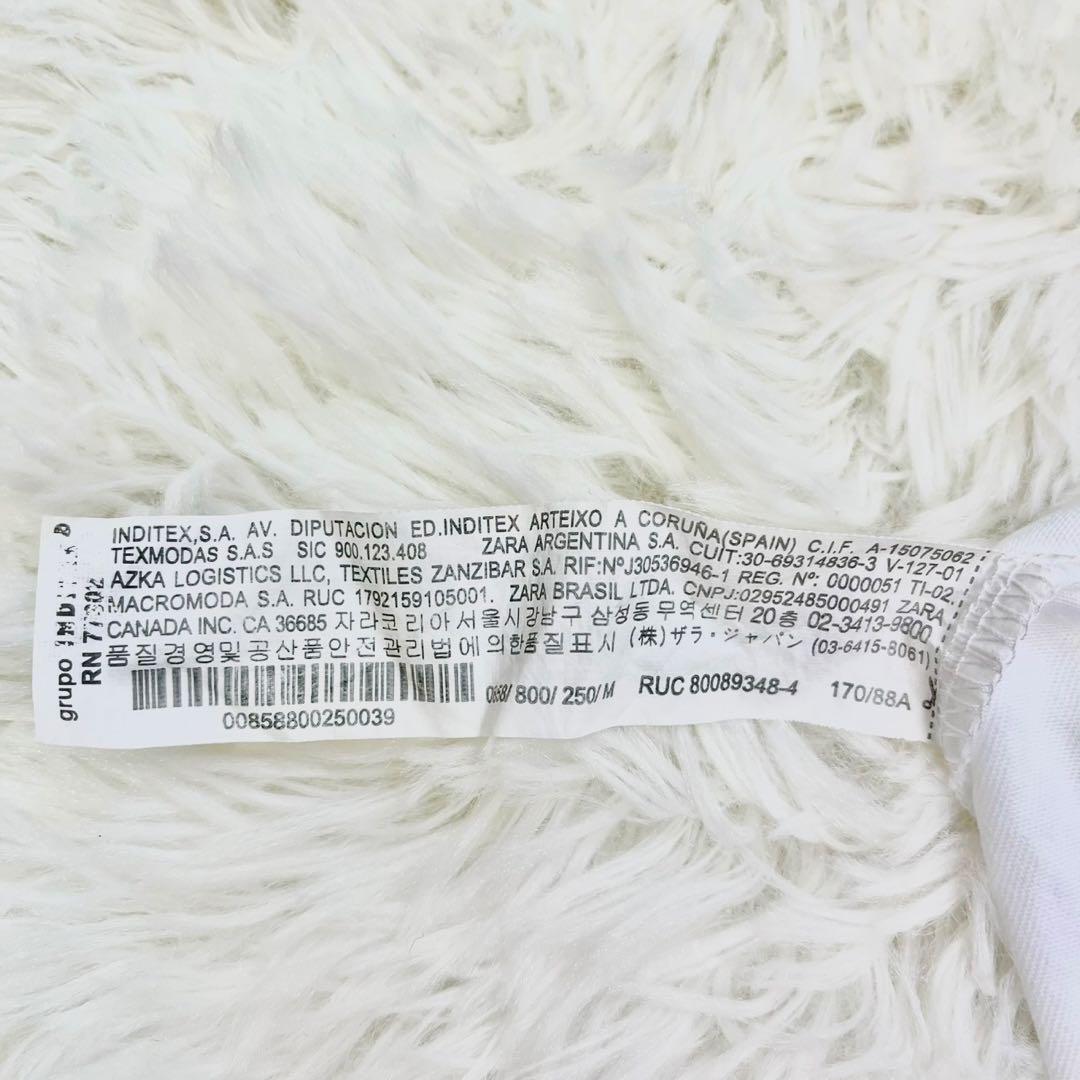 grupo
RN 77302
INDITEX,S.A. AV. DIPUTACION ED.INDITEX ARTEIXO A CORUÑA(SPAIN) C.I.F. A-15075062
TEXMODAS S.A.S SIC 900.123.408 ZARA ARGENTINA S.A. CUIT:30-69314836-3 V-127-01
AZKA LOGISTICS LLC, TEXTILES ZANZIBAR S.A. RIF:NºJ30536946-1 REG. Nº: 0000051 TI-02
MACROMODA S.A. RUC 1792159105001. ZARA BRASIL LTDA. CNPJ:02952485000491 ZARA
CANADA INC. CA 36685 자라코리아서울시강남구 삼성동무역센터 20層 02-3413-9800
품질경영및공산품안전관리법에의한품질표시 (株)ザラ・ジャパン (03-6415-8061)
0858/ 800/ 250/ M RUC 80089348-4 170/88A
00858800250039